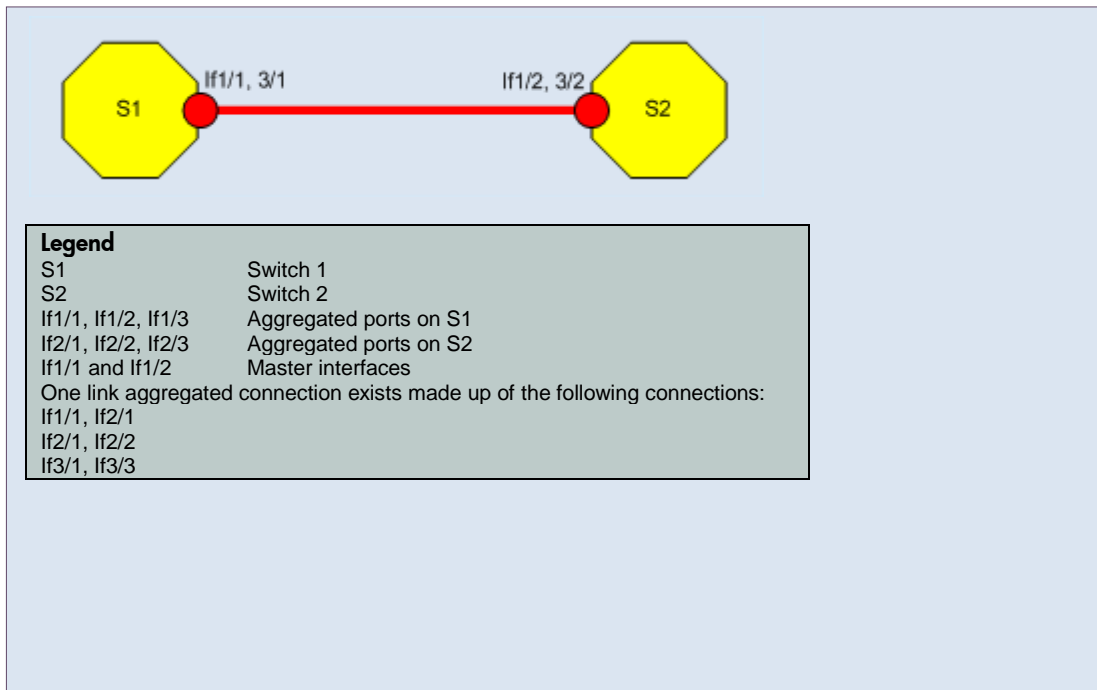 If1/1, 3/1
If1/2, 3/2
S1
S2
Legend
S1 Switch 1
S2 Switch 2
If1/1, If1/2, If1/3 Aggregated ports on S1
If2/1, If2/2, If2/3 Aggregated ports on S2
If1/1 and If1/2 Master interfaces
One link aggregated connection exists made up of the following connections:
If1/1, If2/1
If2/1, If2/2
If3/1, If3/3